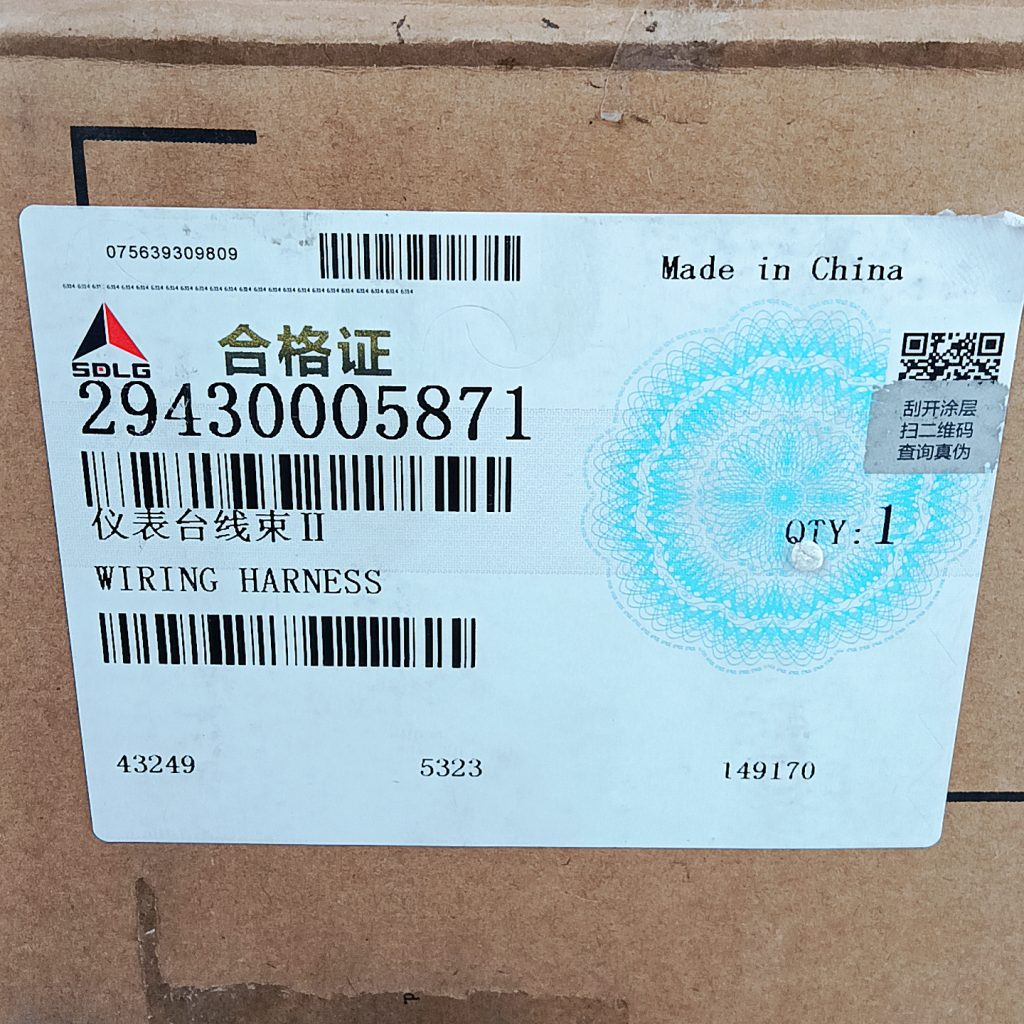 075639309809
Made in China
SDLG
合格证
29430005871
刮开涂层
扫二维码
查询真伪
仪表台线束II
QTY: 1
WIRING HARNESS
43249 5323 149170